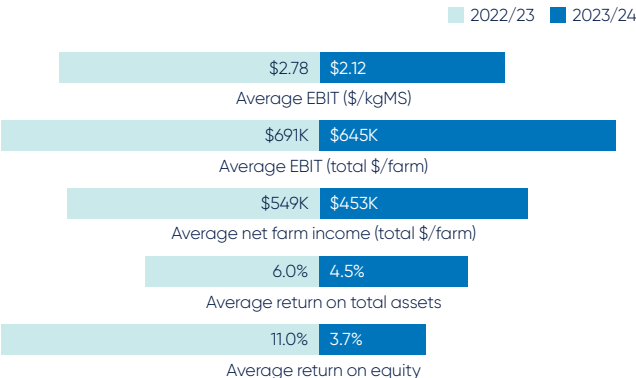 2022/23 2023/24
$2.78 $2.12
Average EBIT ($/kgMS)
$691K $645K
Average EBIT (total $/farm)
$549K $453K
Average net farm income (total $/farm)
6.0% 4.5%
Average return on total assets
11.0% 3.7%
Average return on equity